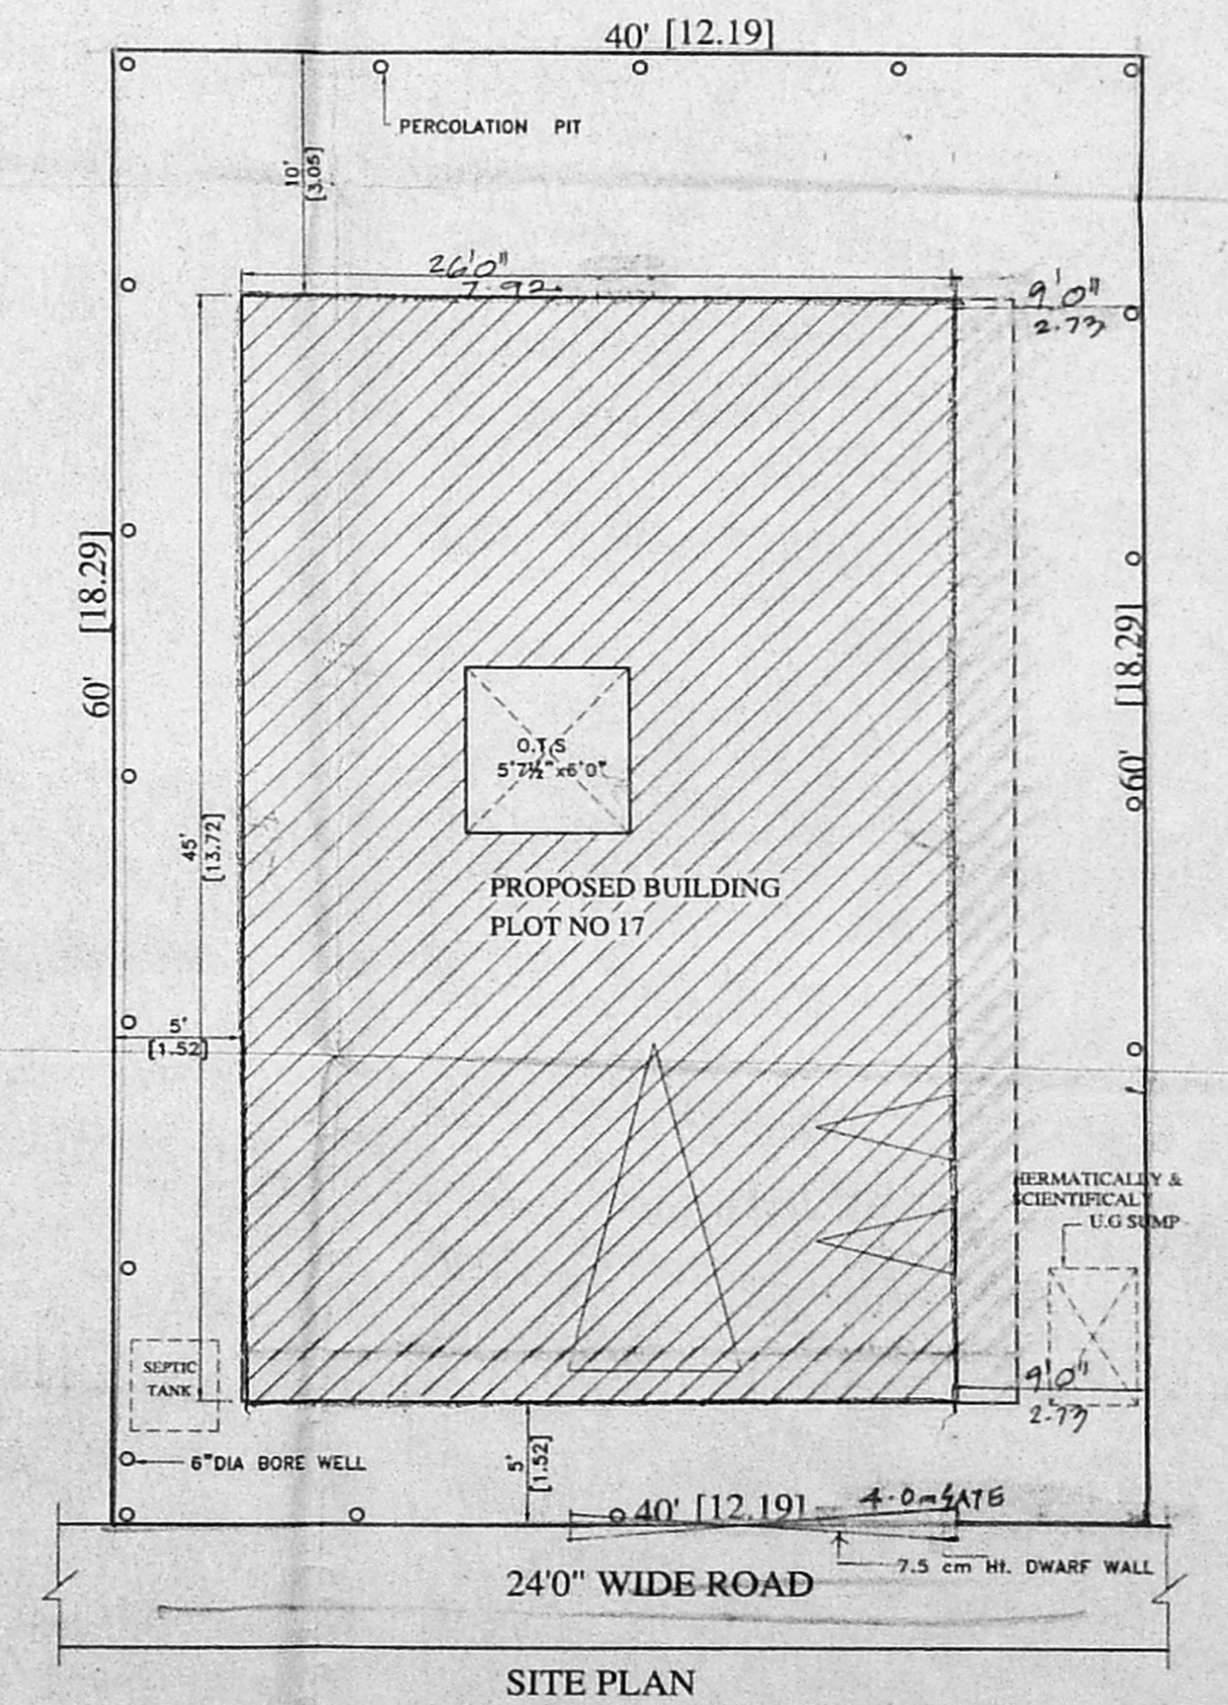 40' [12.19]
PERCOLATION PIT
10'
[3.05]
26'0"
7.92
9'0"
2.73
60' [18.29]
60' [18.29]
O.T.S
5'7½"x6'0"
45'
[13.72]
PROPOSED BUILDING
PLOT NO 17
5'
[1.52]
HERMATICALLY &
SCIENTIFICALY
U.G SUMP
SEPTIC
TANK
9'0"
2.73
6"DIA BORE WELL
5'
[1.52]
40' [12.19]
4.0m GATE
7.5 cm Ht. DWARF WALL
24'0" WIDE ROAD
SITE PLAN